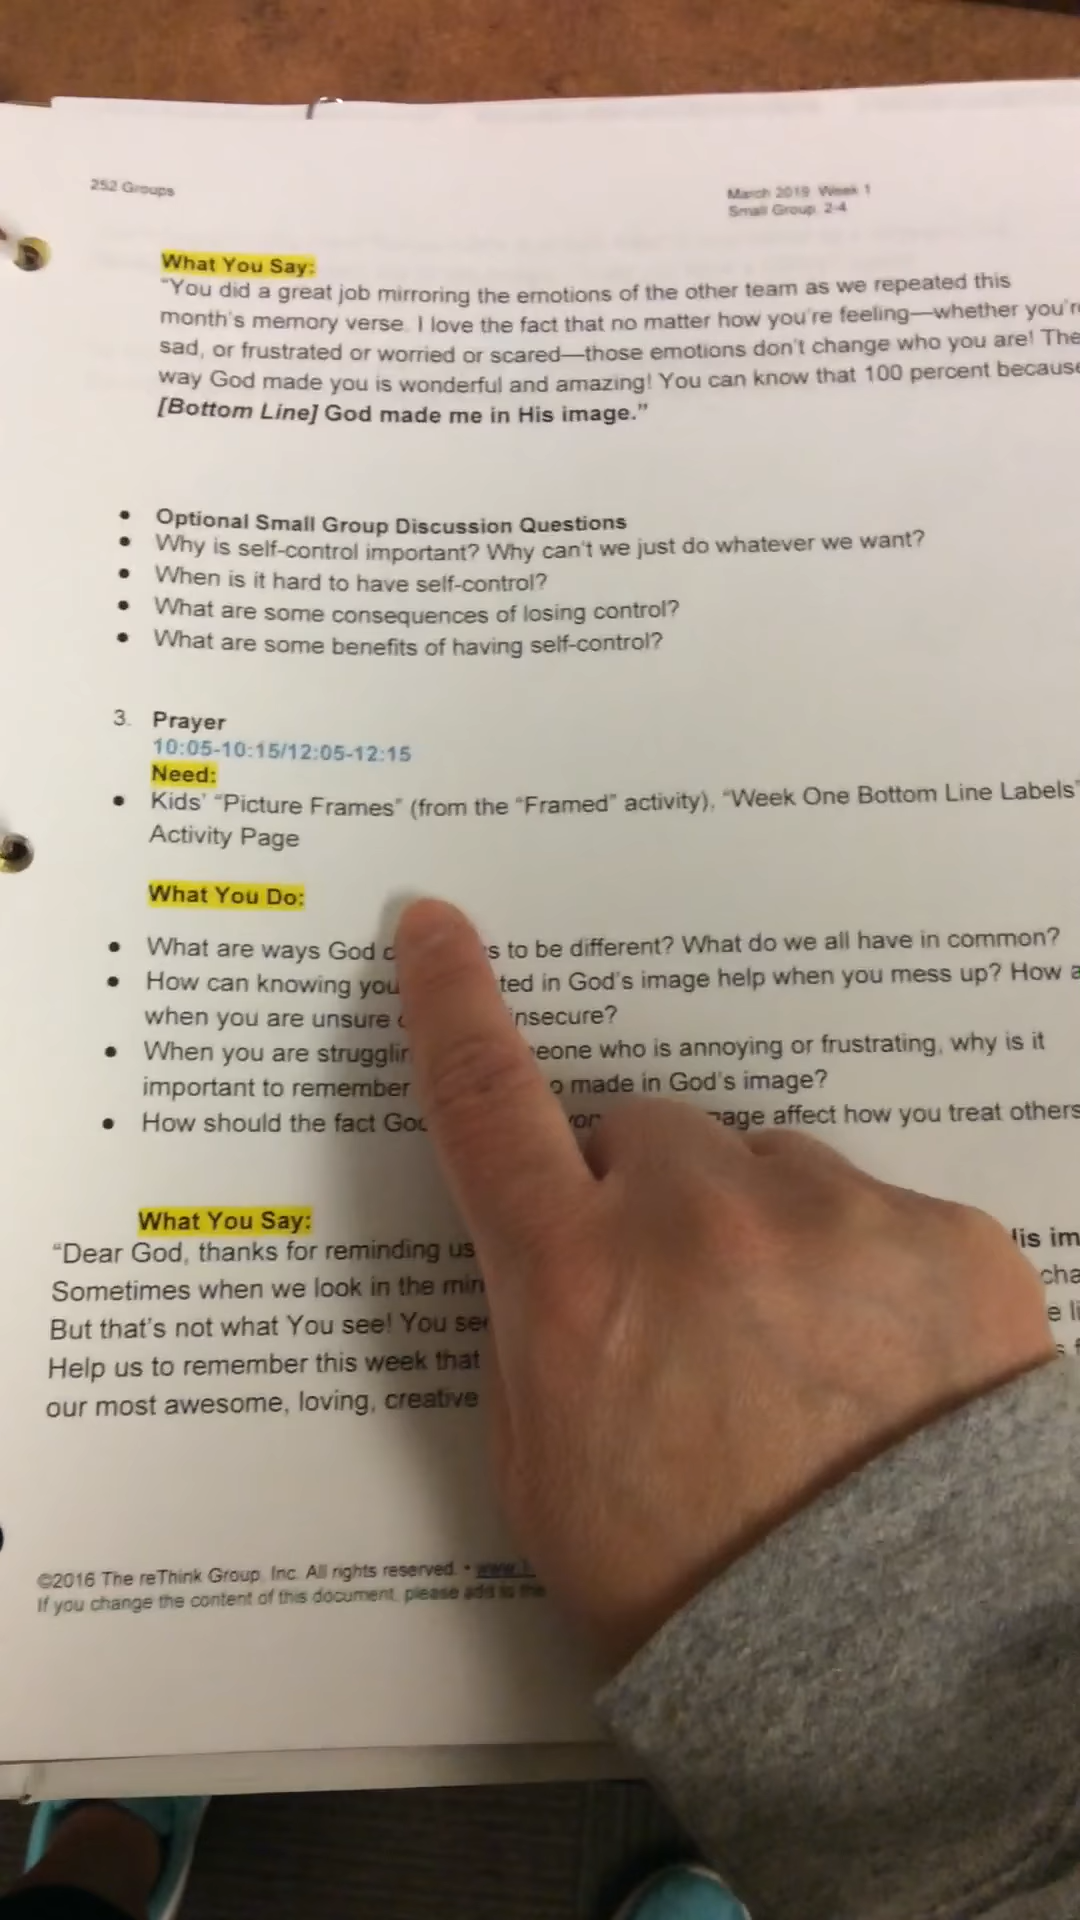 252 Groups
March 2019 Week 1
Small Group 2-4
What You Say:
"You did a great job mirroring the emotions of the other team as we repeated this
month's memory verse. I love the fact that no matter how you're feeling—whether you're
sad, or frustrated or worried or scared—those emotions don't change who you are! The
way God made you is wonderful and amazing! You can know that 100 percent because
[Bottom Line] God made me in His image."
• Optional Small Group Discussion Questions
• Why is self-control important? Why can't we just do whatever we want?
• When is it hard to have self-control?
• What are some consequences of losing control?
• What are some benefits of having self-control?
3. Prayer
10:05-10:15/12:05-12:15
Need:
• Kids' "Picture Frames" (from the "Framed" activity), "Week One Bottom Line Labels"
Activity Page
What You Do:
• What are ways God to be different? What do we all have in common?
• How can knowing you in God's image help when you mess up? How
when you are unsure insecure?
• When you are who is annoying or frustrating, why is it
important to remember made in God's image?
• How should the fact affect how you treat others
What You Say:
"Dear God, thanks for reminding us
Sometimes when we look in the
But that's not what You see! You
Help us to remember this week that
our most awesome, loving, creative
©2016 The reThink Group, Inc. All rights reserved. •
If you change the content of this document, please add to the